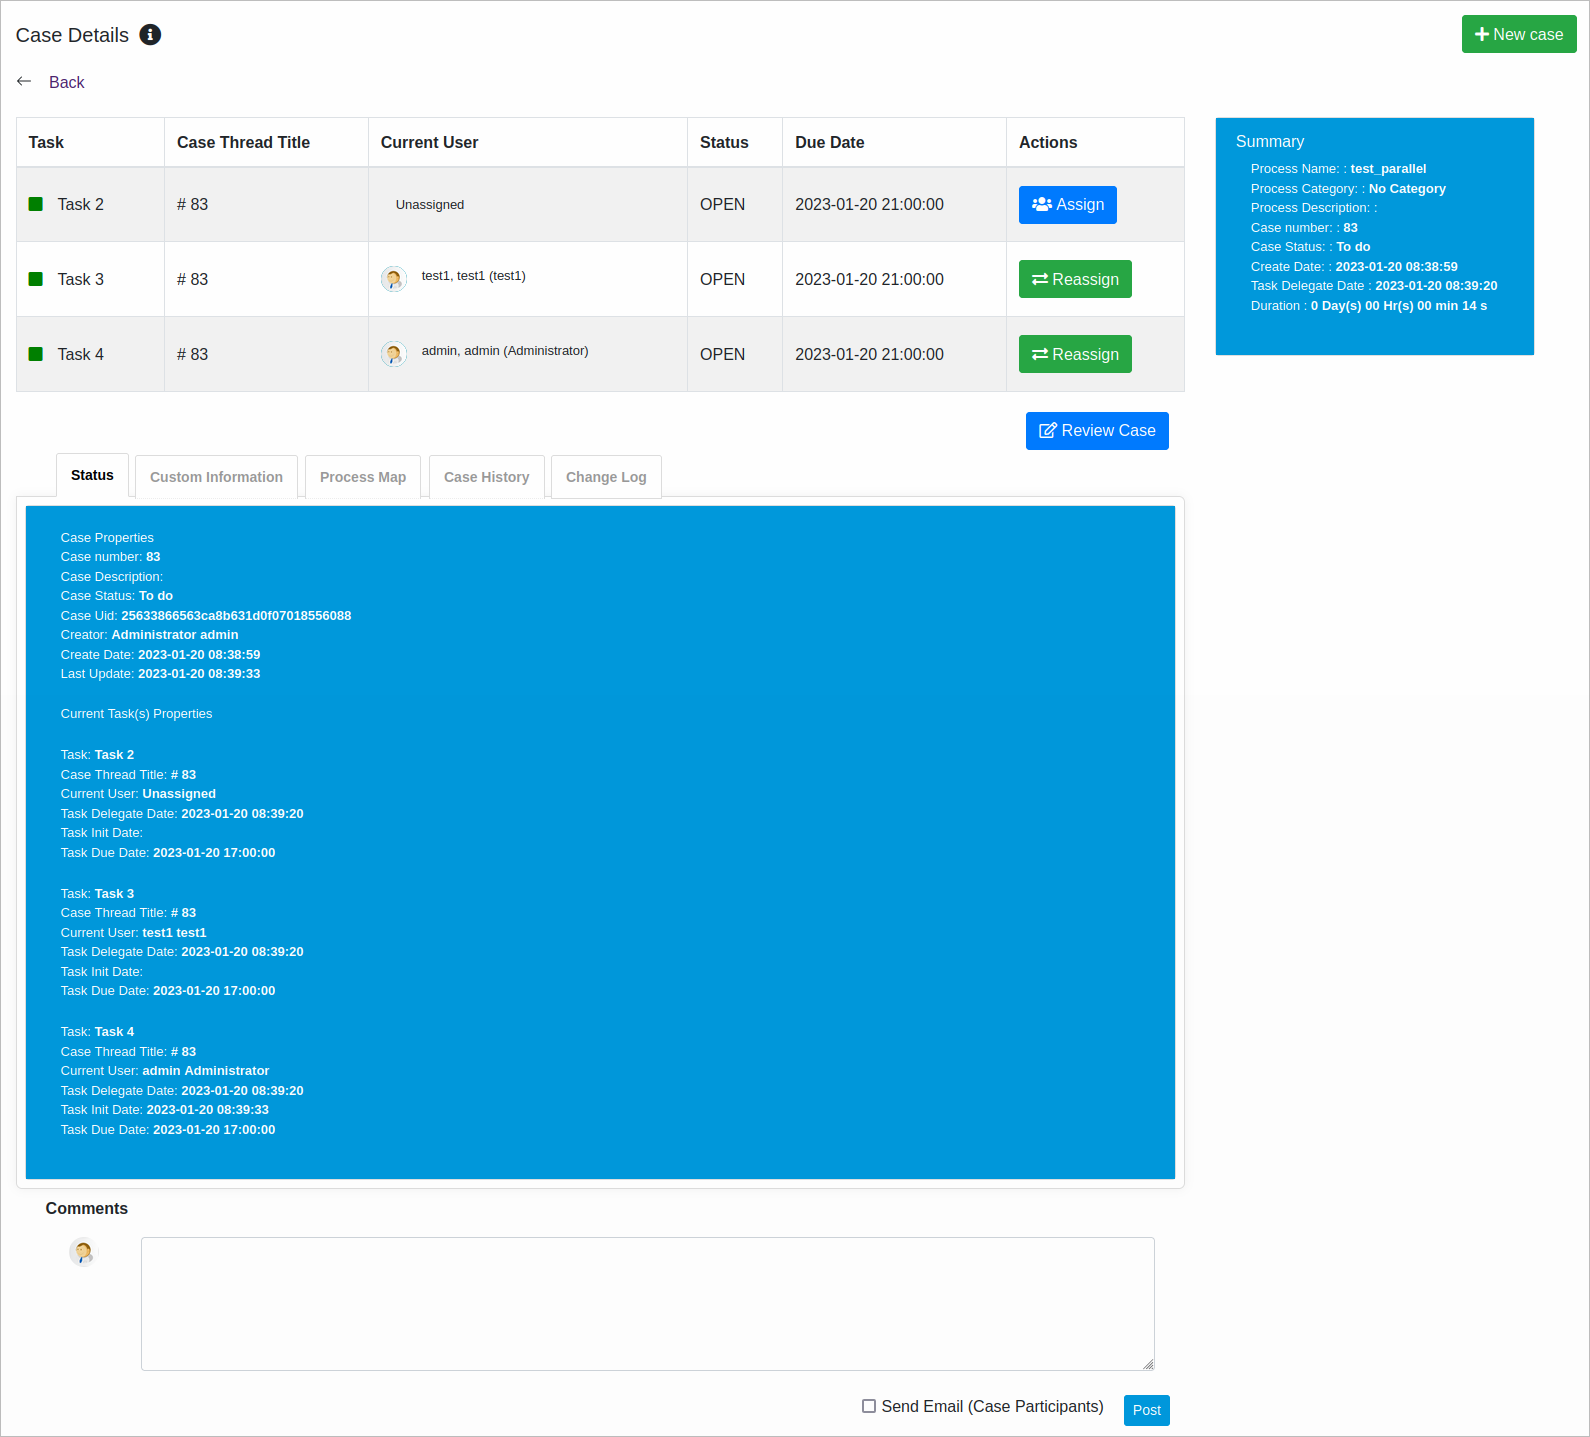 Case Details
New case
Back
Task Case Thread Title Current User Status Due Date Actions
Task 2 # 83 Unassigned OPEN 2023-01-20 21:00:00 Assign
Task 3 # 83 test1, test1 (test1) OPEN 2023-01-20 21:00:00 Reassign
Task 4 # 83 admin, admin (Administrator) OPEN 2023-01-20 21:00:00 Reassign
Summary
Process Name: : test_parallel
Process Category: : No Category
Process Description: :
Case number: : 83
Case Status: : To do
Create Date: : 2023-01-20 08:38:59
Task Delegate Date : 2023-01-20 08:39:20
Duration : 0 Day(s) 00 Hr(s) 00 min 14 s
Review Case
Status Custom Information Process Map Case History Change Log
Case Properties
Case number: 83
Case Description:
Case Status: To do
Case Uid: 25633866563ca8b631d0f07018556088
Creator: Administrator admin
Create Date: 2023-01-20 08:38:59
Last Update: 2023-01-20 08:39:33
Current Task(s) Properties
Task: Task 2
Case Thread Title: # 83
Current User: Unassigned
Task Delegate Date: 2023-01-20 08:39:20
Task Init Date:
Task Due Date: 2023-01-20 17:00:00
Task: Task 3
Case Thread Title: # 83
Current User: test1 test1
Task Delegate Date: 2023-01-20 08:39:20
Task Init Date:
Task Due Date: 2023-01-20 17:00:00
Task: Task 4
Case Thread Title: # 83
Current User: admin Administrator
Task Delegate Date: 2023-01-20 08:39:20
Task Init Date: 2023-01-20 08:39:33
Task Due Date: 2023-01-20 17:00:00
Comments
Send Email (Case Participants)
Post